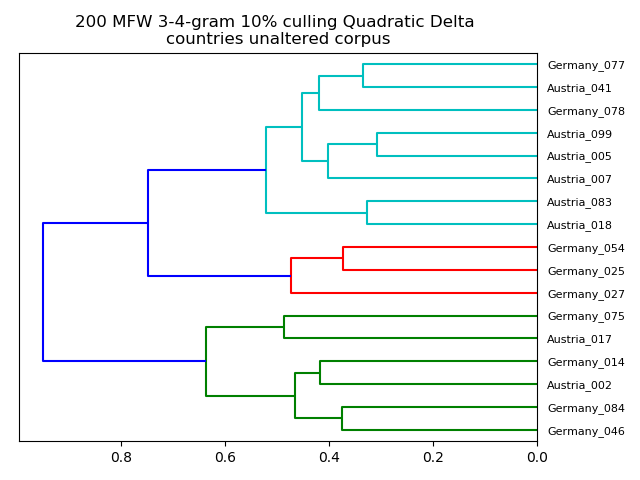 200 MFW 3-4-gram 10% culling Quadratic Delta
countries unaltered corpus
Germany_077
Austria_041
Germany_078
Austria_099
Austria_005
Austria_007
Austria_083
Austria_018
Germany_054
Germany_025
Germany_027
Germany_075
Austria_017
Germany_014
Austria_002
Germany_084
Germany_046
0.8 0.6 0.4 0.2 0.0